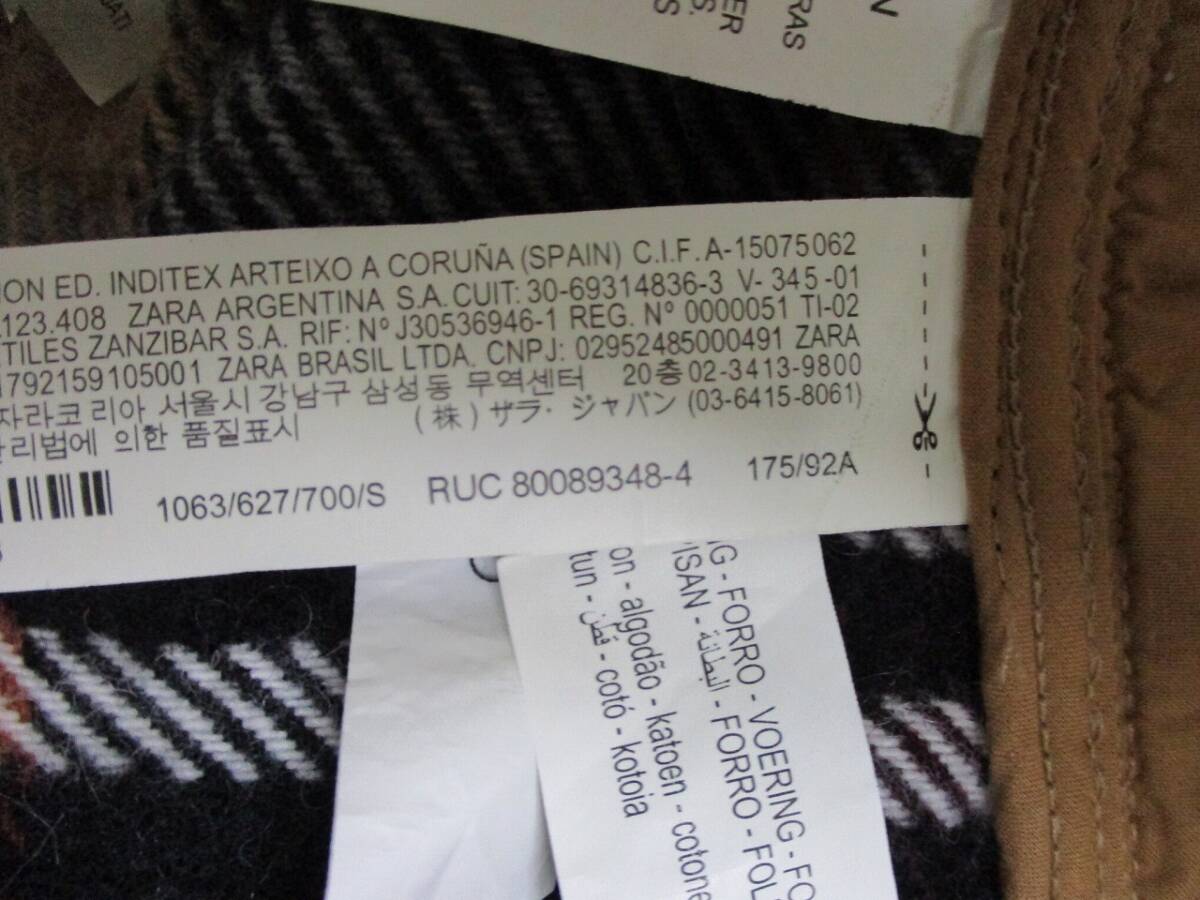 RAS
ION ED. INDITEX ARTEIXO A CORUÑA (SPAIN) C.I.F. A-15075062
.123.408 ZARA ARGENTINA S.A. CUIT: 30-69314836-3 V- 345 -01
TILES ZANZIBAR S.A. RIF: Nº J30536946-1 REG. Nº 0000051 TI-02
1792159105001 ZARA BRASIL LTDA. CNPJ: 02952485000491 ZARA
자라코리아 서울시 강남구 삼성동 무역센터 20층 02-3413-9800
관리법에 의한 품질표시 (株) ザラ・ジャパン (03-6415-8061)
1063/627/700/S RUC 80089348-4 175/92A
NG - FORRO - VOERING - FO
PISAN - البطانة - FORRO - FOL
on - algodão - katoen - cotone
tun - قطن - cotó - kotoia